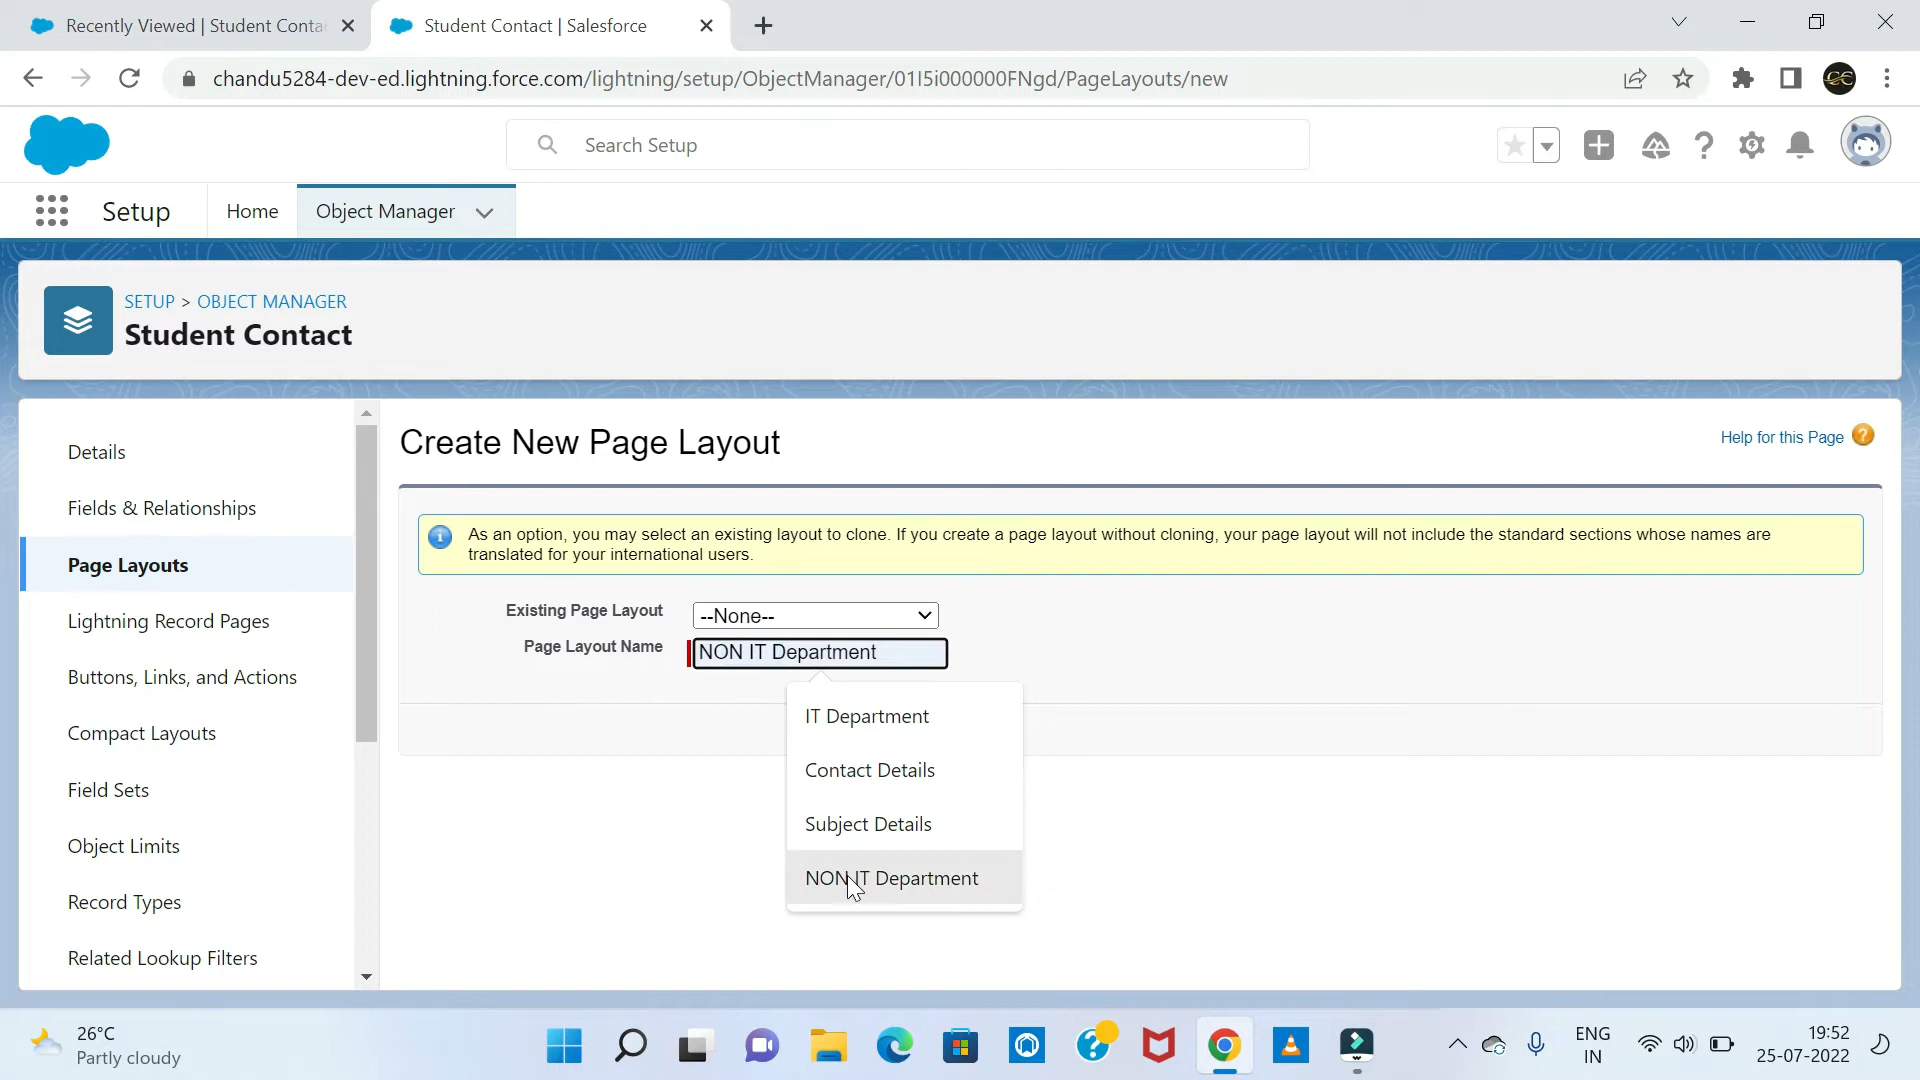 Recently Viewed | Student Conta
Student Contact | Salesforce
chandu5284-dev-ed.lightning.force.com/lightning/setup/ObjectManager/01I5i000000FNgd/PageLayouts/new
Search Setup
Setup
Home
Object Manager
SETUP > OBJECT MANAGER
Student Contact
Details
Fields & Relationships
Page Layouts
Lightning Record Pages
Buttons, Links, and Actions
Compact Layouts
Field Sets
Object Limits
Record Types
Related Lookup Filters
Create New Page Layout
Help for this Page
As an option, you may select an existing layout to clone. If you create a page layout without cloning, your page layout will not include the standard sections whose names are
translated for your international users.
Existing Page Layout
--None--
Page Layout Name
NON IT Department
IT Department
Contact Details
Subject Details
NON IT Department
26°C
Partly cloudy
ENG
IN
19:52
25-07-2022